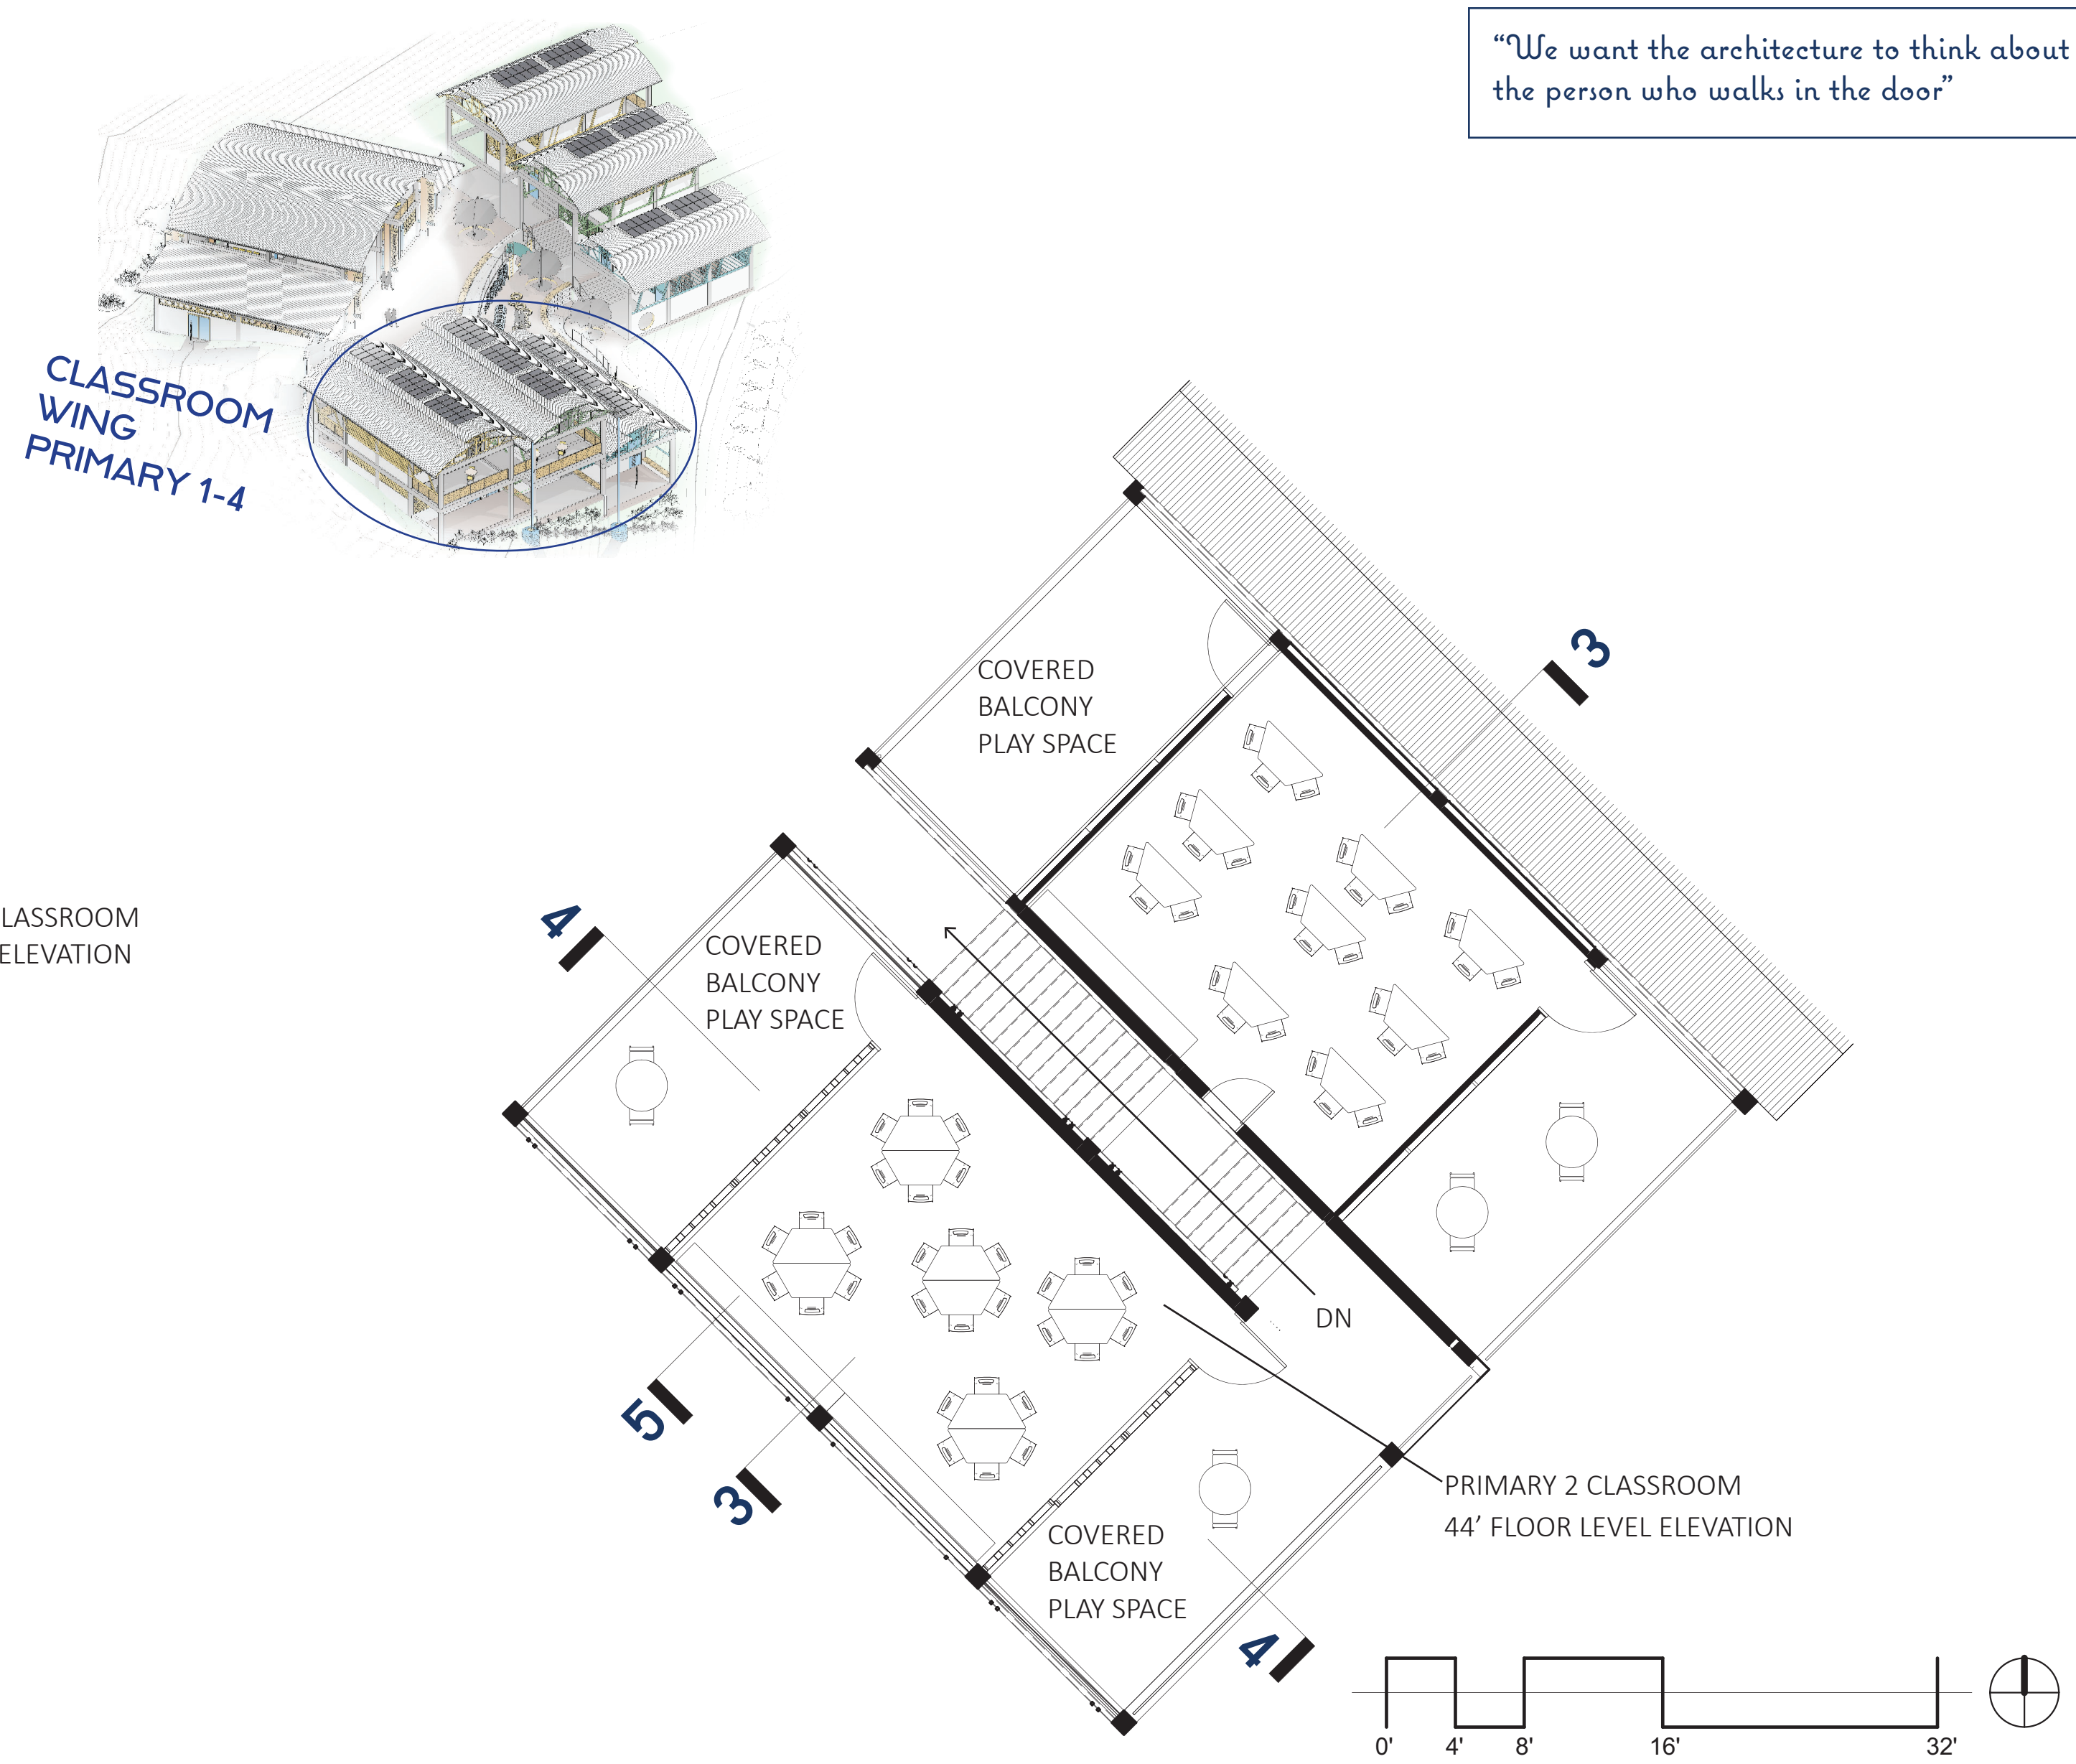 “We want the architecture to think about
the person who walks in the door”
CLASSROOM
WING
PRIMARY 1-4
3
COVERED
BALCONY
PLAY SPACE
LASSROOM
ELEVATION
4
COVERED
BALCONY
PLAY SPACE
DN
5
3
PRIMARY 2 CLASSROOM
44’ FLOOR LEVEL ELEVATION
COVERED
BALCONY
PLAY SPACE
4
0' 4' 8' 16' 32'